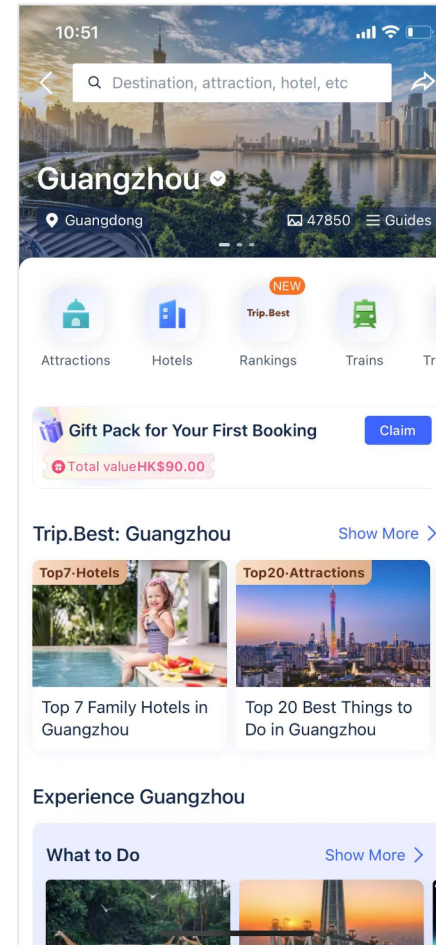 10:51
Destination, attraction, hotel, etc
Guangzhou
Guangdong
47850
Guides
NEW
Trip.Best
Attractions
Hotels
Rankings
Trains
Tr
Gift Pack for Your First Booking
Claim
Total valueHK$90.00
Trip.Best: Guangzhou
Show More
Top7·Hotels
Top20·Attractions
Top 7 Family Hotels in
Guangzhou
Top 20 Best Things to
Do in Guangzhou
Experience Guangzhou
What to Do
Show More